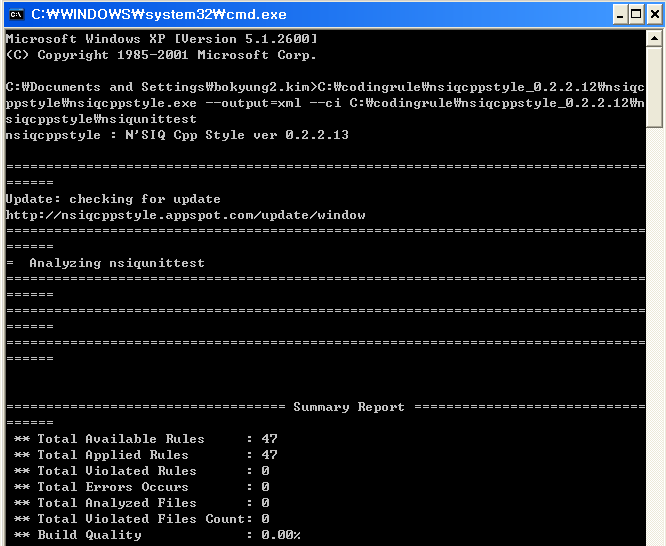 C:₩WINDOWS₩system32₩cmd.exe
Microsoft Windows XP [Version 5.1.2600]
(C) Copyright 1985-2001 Microsoft Corp.
C:₩Documents and Settings₩bokyung2.kim>C:₩codingrule₩nsiqcppstyle_0.2.2.12₩nsiqc
ppstyle₩nsiqcppstyle.exe --output=xml --ci C:₩codingrule₩nsiqcppstyle_0.2.2.12₩n
siqcppstyle₩nsiqunittest
nsiqcppstyle : N'SIQ Cpp Style ver 0.2.2.13
================================================================================
======
Update: checking for update
http://nsiqcppstyle.appspot.com/update/window
================================================================================
======
=  Analyzing nsiqunittest
================================================================================
======
================================================================================
======
================================================================================
======
=================================== Summary Report =============================
======
 ** Total Available Rules     : 47
 ** Total Applied Rules       : 47
 ** Total Violated Rules      : 0
 ** Total Errors Occurs       : 0
 ** Total Analyzed Files      : 0
 ** Total Violated Files Count: 0
 ** Build Quality             : 0.00%